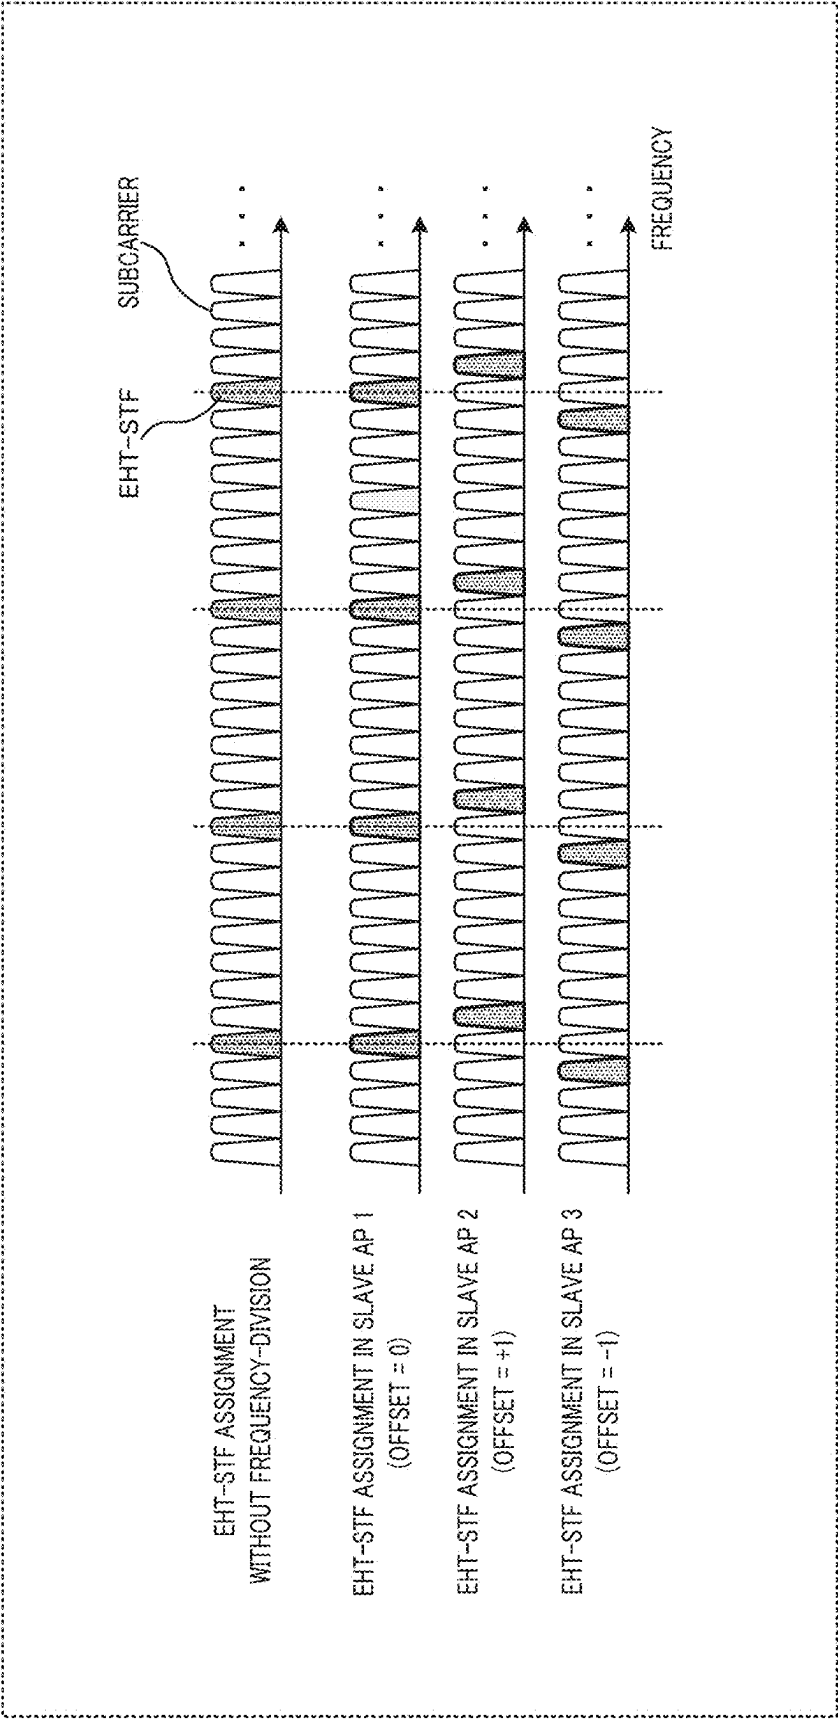 EHT-STF
SUBCARRIER
EHT-STF ASSIGNMENT
WITHOUT FREQUENCY-DIVISION
EHT-STF ASSIGNMENT IN SLAVE AP 1
(OFFSET = 0)
EHT-STF ASSIGNMENT IN SLAVE AP 2
(OFFSET = +1)
EHT-STF ASSIGNMENT IN SLAVE AP 3
(OFFSET = -1)
FREQUENCY